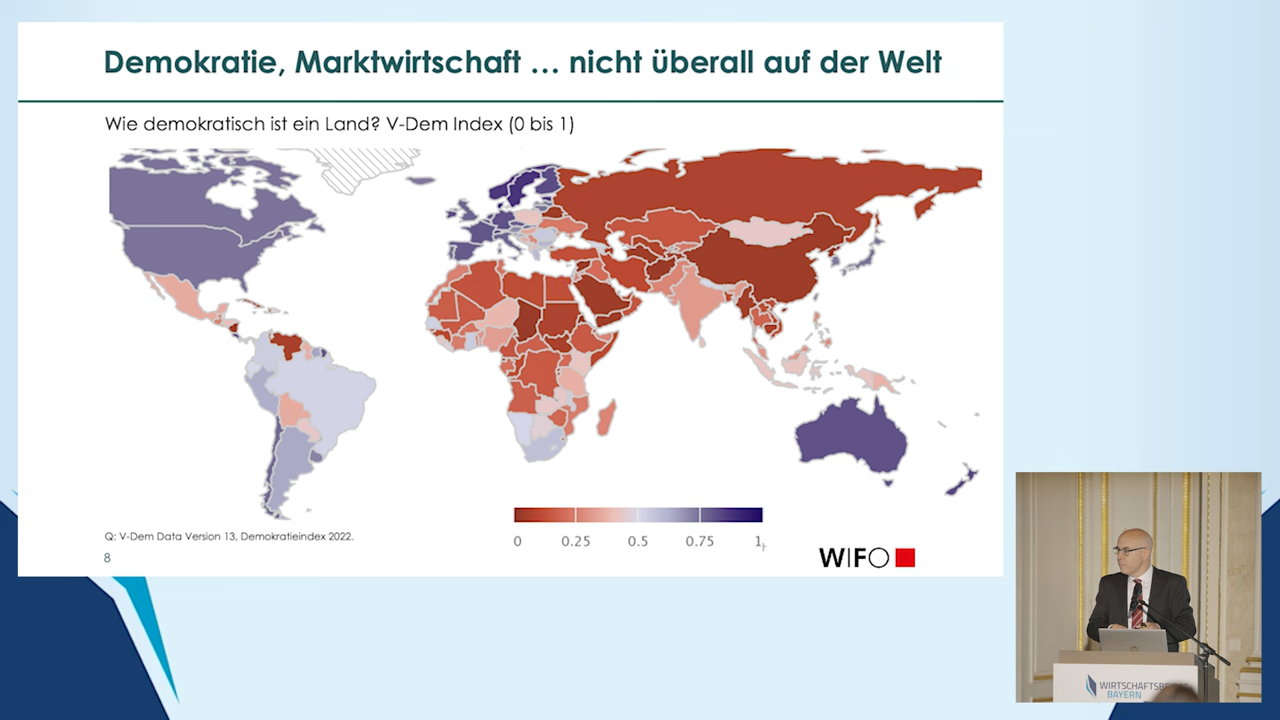 Demokratie, Marktwirtschaft … nicht überall auf der Welt
Wie demokratisch ist ein Land? V-Dem Index (0 bis 1)
0 0.25 0.5 0.75 1
Q: V-Dem Data Version 13, Demokratieindex 2022.
8
WIFO
BAYERN